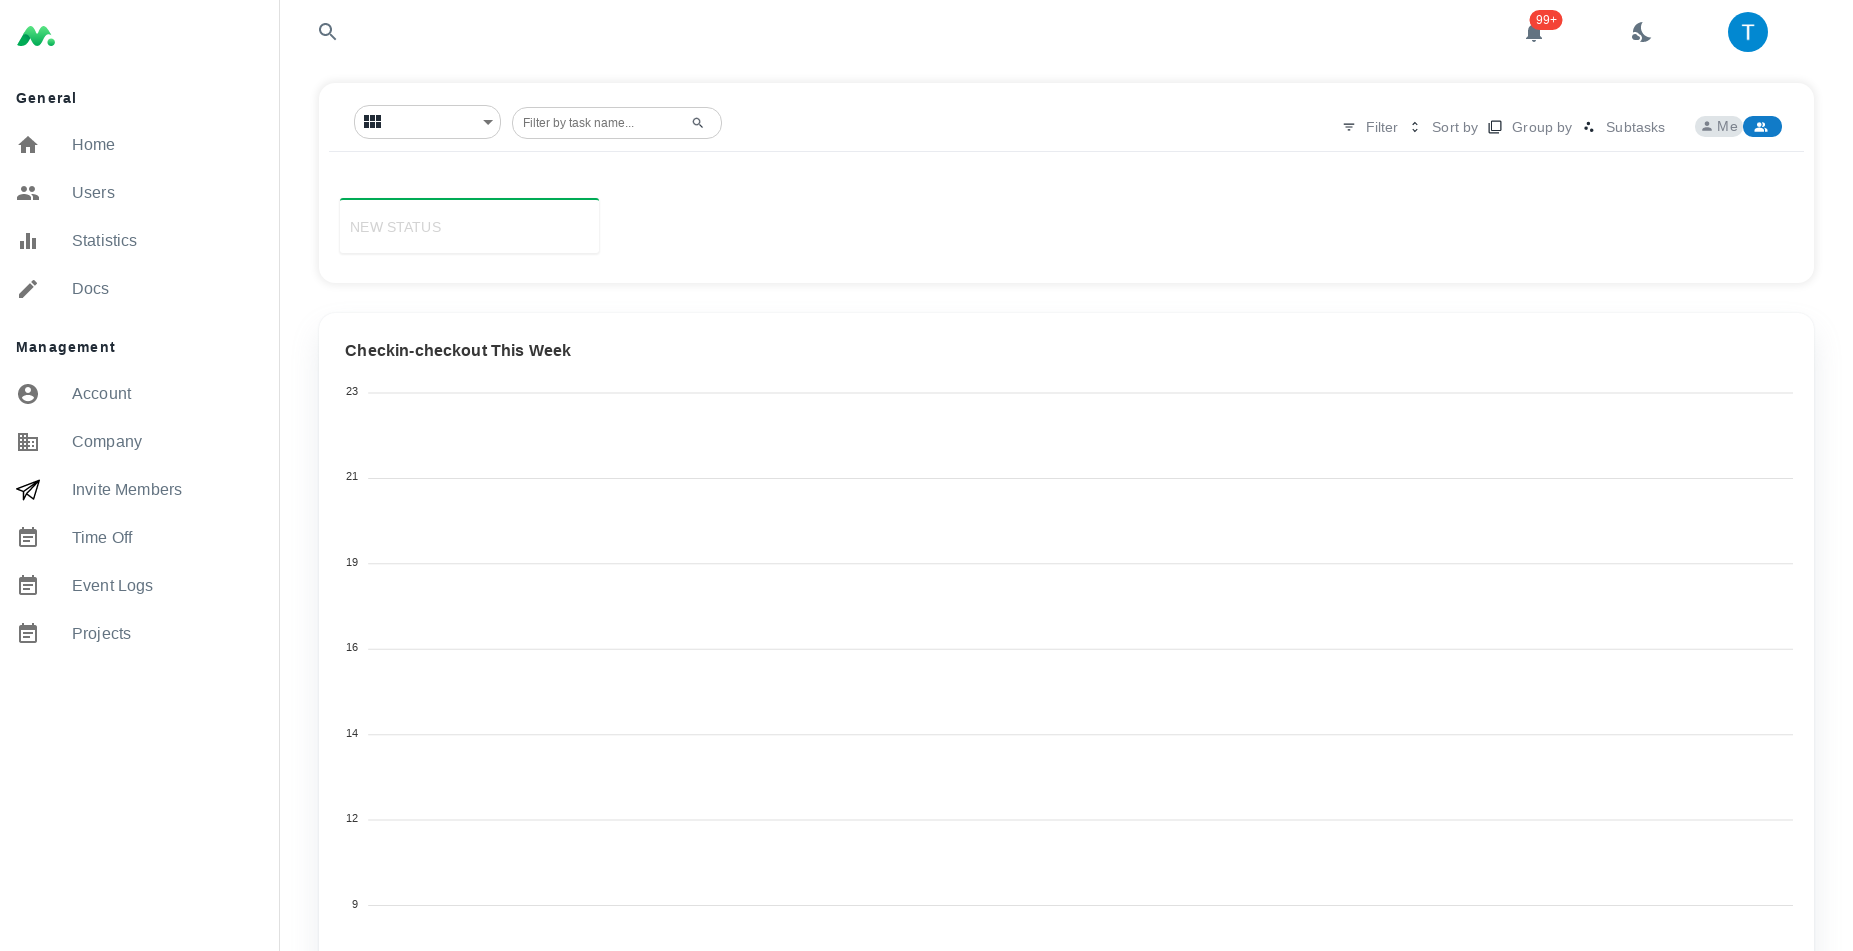 99+
T
General
Home
Users
Statistics
Docs
Management
Account
Company
Invite Members
Time Off
Event Logs
Projects
Filter by task name...
Filter
Sort by
Group by
Subtasks
Me
NEW STATUS
Checkin-checkout This Week
23
21
19
16
14
12
9